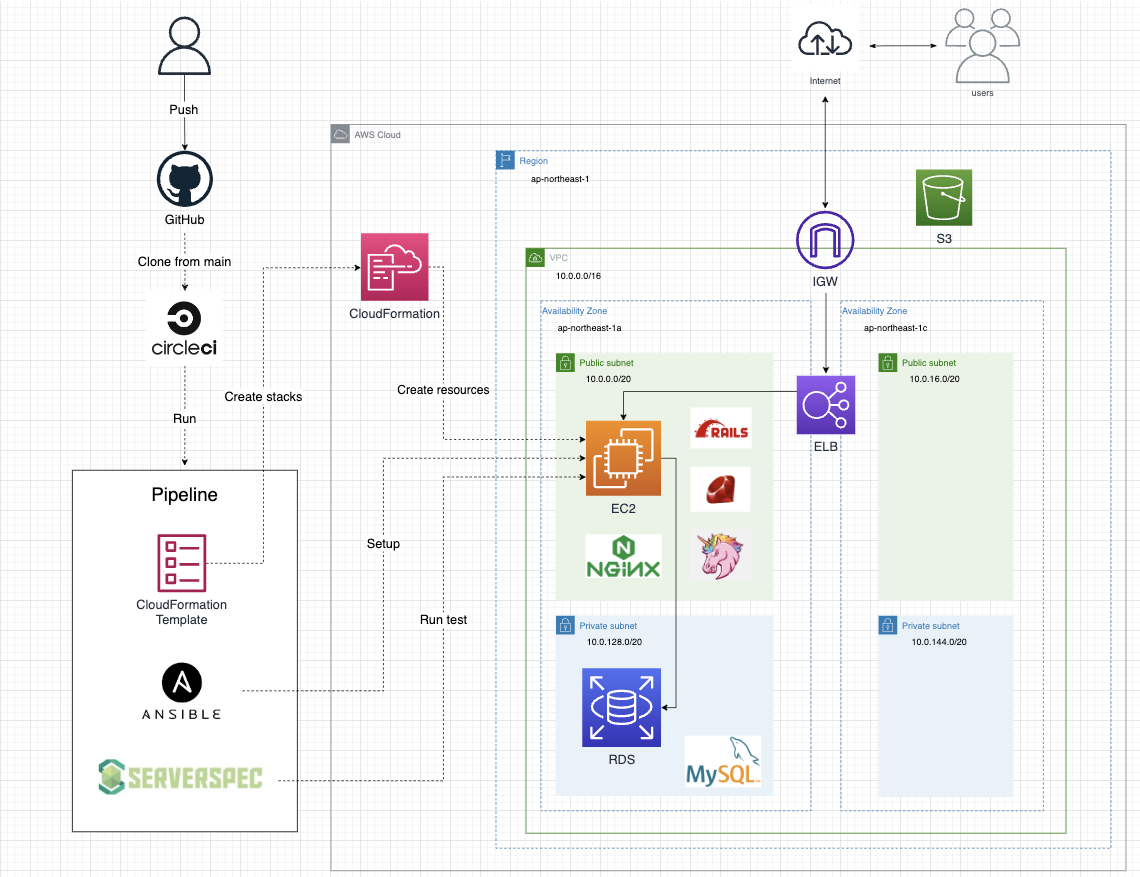 Push
GitHub
Clone from main
circleci
Run
Create stacks
Pipeline
CloudFormation
Template
ANSIBLE
SERVERSPEC
Internet
users
AWS Cloud
Region
ap-northeast-1
S3
CloudFormation
Create resources
Setup
Run test
VPC
10.0.0.0/16
IGW
Availability Zone
ap-northeast-1a
Availability Zone
ap-northeast-1c
Public subnet
10.0.0.0/20
Public subnet
10.0.16.0/20
ELB
RAILS
EC2
NGiNX
Private subnet
10.0.128.0/20
Private subnet
10.0.144.0/20
RDS
MySQL